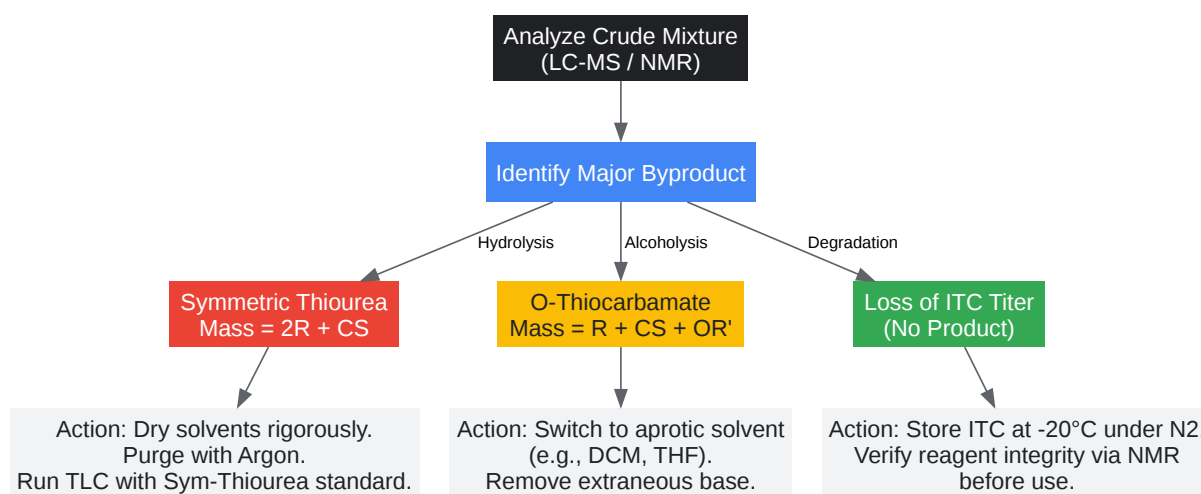 Analyze Crude Mixture
(LC-MS / NMR)
Identify Major Byproduct
Hydrolysis
Alcoholysis
Degradation
Symmetric Thiourea
Mass = 2R + CS
O-Thiocarbamate
Mass = R + CS + OR'
Loss of ITC Titer
(No Product)
Action: Dry solvents rigorously.
Purge with Argon.
Run TLC with Sym-Thiourea standard.
Action: Switch to aprotic solvent
(e.g., DCM, THF).
Remove extraneous base.
Action: Store ITC at -20°C under N2
Verify reagent integrity via NMR
before use.